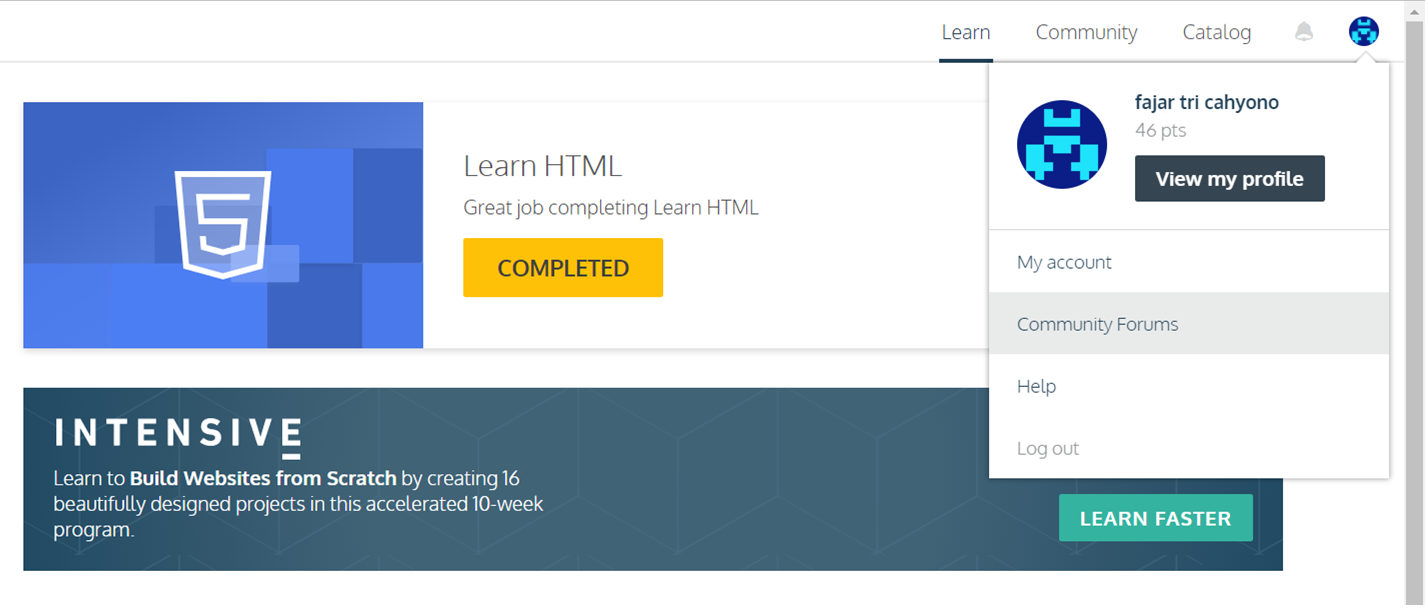 Learn Community Catalog
fajar tri cahyono
46 pts
View my profile
My account
Community Forums
Help
Log out
Learn HTML
Great job completing Learn HTML
COMPLETED
INTENSIVE
Learn to Build Websites from Scratch by creating 16
beautifully designed projects in this accelerated 10-week
program.
LEARN FASTER